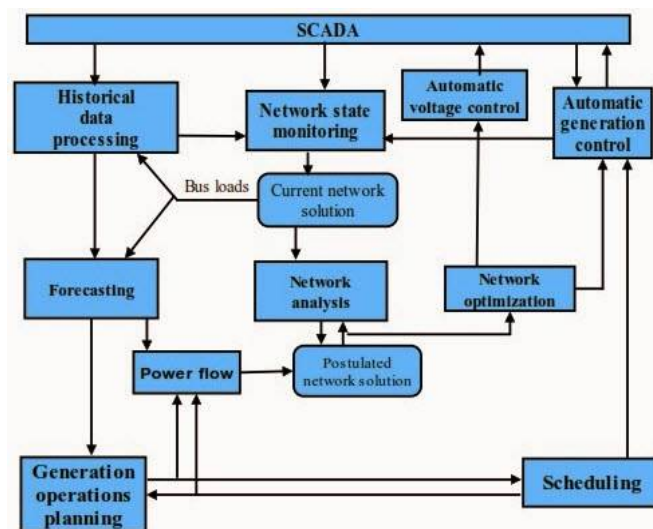 SCADA
Historical
data
processing
Network state
monitoring
Automatic
voltage control
Automatic
generation
control
Bus loads
Current network
solution
Forecasting
Network
analysis
Network
optimization
Power flow
Postulated
network solution
Generation
operations
planning
Scheduling